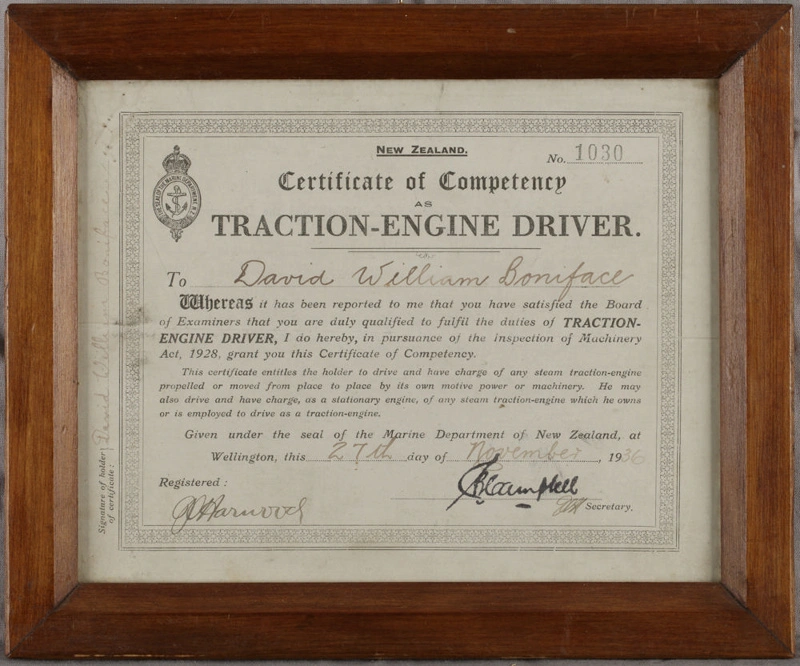 NEW ZEALAND.
No. 1030
Certificate of Competency
AS
TRACTION-ENGINE DRIVER.
To David William Boniface
Whereas it has been reported to me that you have satisfied the Board
of Examiners that you are duly qualified to fulfil the duties of TRACTION-
ENGINE DRIVER, I do hereby, in pursuance of the Inspection of Machinery
Act, 1928, grant you this Certificate of Competency.
This certificate entitles the holder to drive and have charge of any steam traction-engine
propelled or moved from place to place by its own motive power or machinery. He may
also drive and have charge, as a stationary engine, of any steam traction-engine which he owns
or is employed to drive as a traction-engine.
Given under the seal of the Marine Department of New Zealand, at
Wellington, this 27th day of November, 1936
Registered :
Harwood
Campbell
Secretary.
Signature of holder
of certificate :
David William Boniface